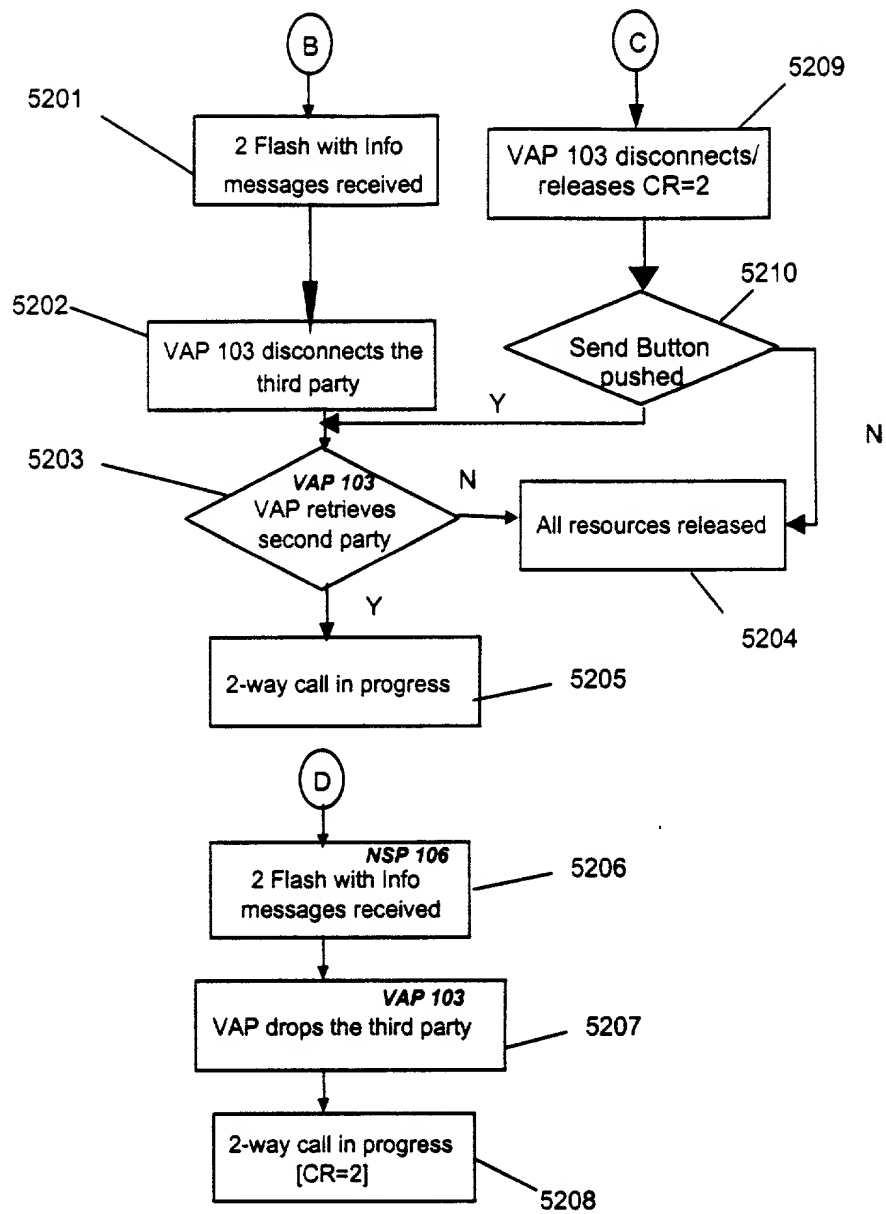 B
C
5201
5209
2 Flash with Info
messages received
VAP 103 disconnects/
releases CR=2
5210
5202
VAP 103 disconnects the
third party
Send Button
pushed
Y
N
5203
VAP 103
VAP retrieves
second party
N
All resources released
Y
5204
2-way call in progress
5205
D
NSP 106
2 Flash with Info
messages received
5206
VAP 103
VAP drops the third party
5207
2-way call in progress
[CR=2]
5208